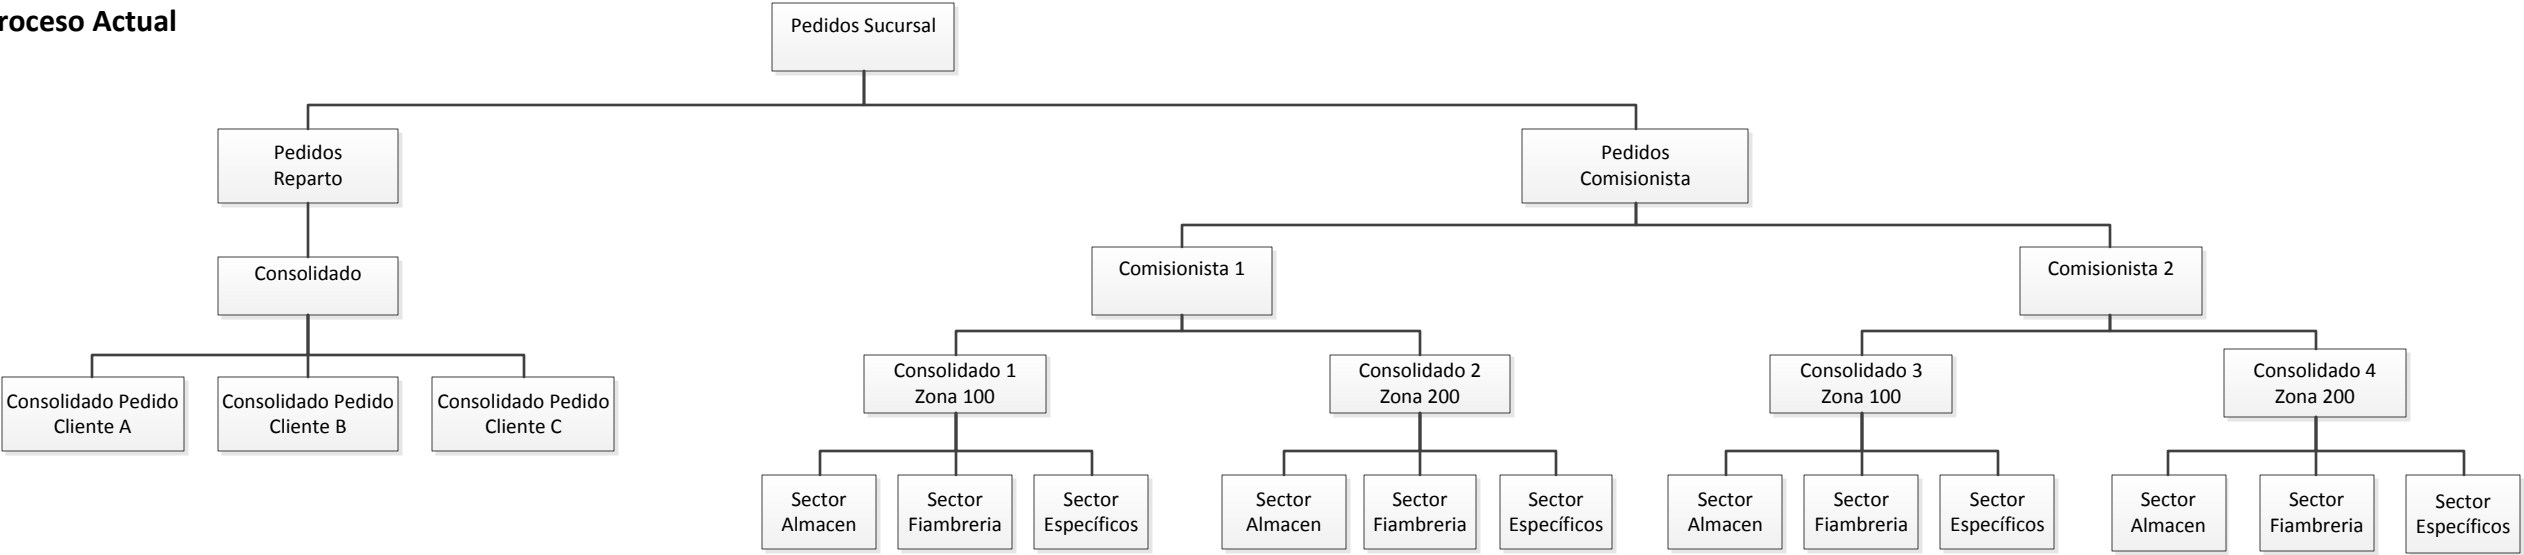 roceso Actual
Pedidos Sucursal
Pedidos
Reparto
Pedidos
Comisionista
Consolidado
Comisionista 1
Comisionista 2
Consolidado Pedido
Cliente A
Consolidado Pedido
Cliente B
Consolidado Pedido
Cliente C
Consolidado 1
Zona 100
Consolidado 2
Zona 200
Consolidado 3
Zona 100
Consolidado 4
Zona 200
Sector
Almacen
Sector
Fiambreria
Sector
Específicos
Sector
Almacen
Sector
Fiambreria
Sector
Específicos
Sector
Almacen
Sector
Fiambreria
Sector
Específicos
Sector
Almacen
Sector
Fiambreria
Sector
Específicos